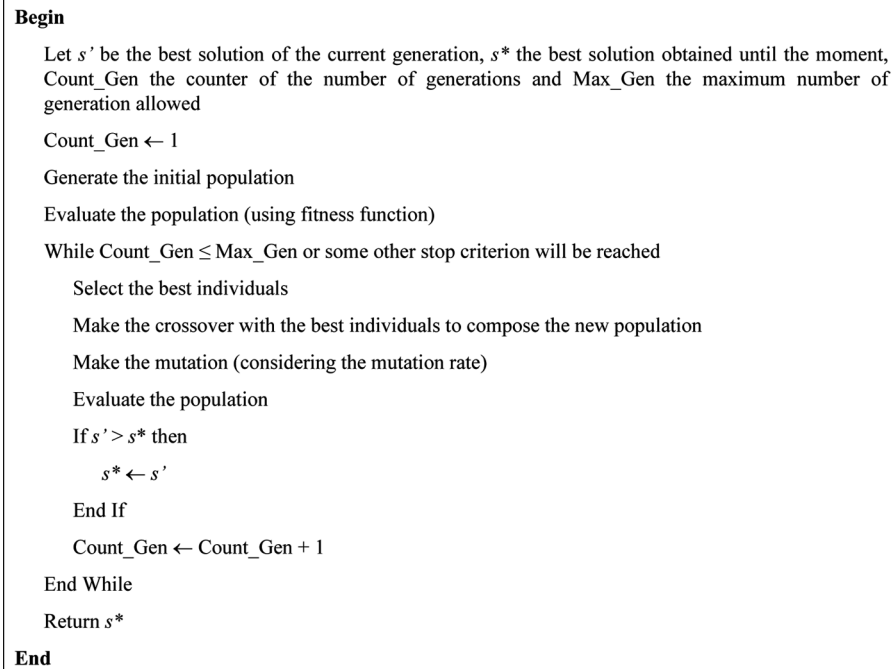 Begin
Let s’ be the best solution of the current generation, s* the best solution obtained until the moment,
Count_Gen the counter of the number of generations and Max_Gen the maximum number of
generation allowed
Count_Gen ← 1
Generate the initial population
Evaluate the population (using fitness function)
While Count_Gen ≤ Max_Gen or some other stop criterion will be reached
Select the best individuals
Make the crossover with the best individuals to compose the new population
Make the mutation (considering the mutation rate)
Evaluate the population
If s’ > s* then
s* ← s’
End If
Count_Gen ← Count_Gen + 1
End While
Return s*
End